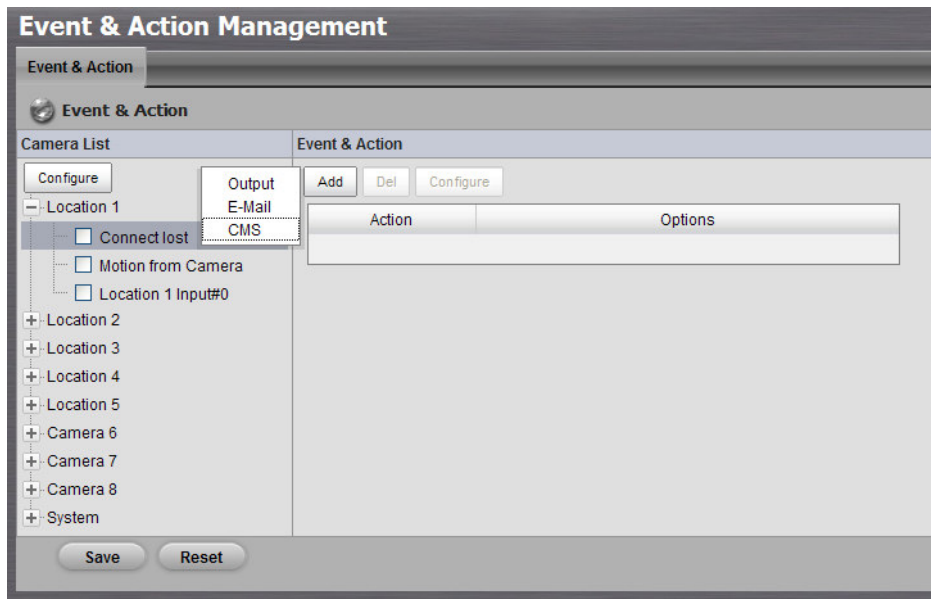 Event & Action Management
Event & Action
Event & Action
Camera List
Event & Action
Configure
Output
E-Mail
CMS
Add
Del
Configure
Action
Options
Location 1
Connect lost
Motion from Camera
Location 1 Input#0
Location 2
Location 3
Location 4
Location 5
Camera 6
Camera 7
Camera 8
System
Save
Reset